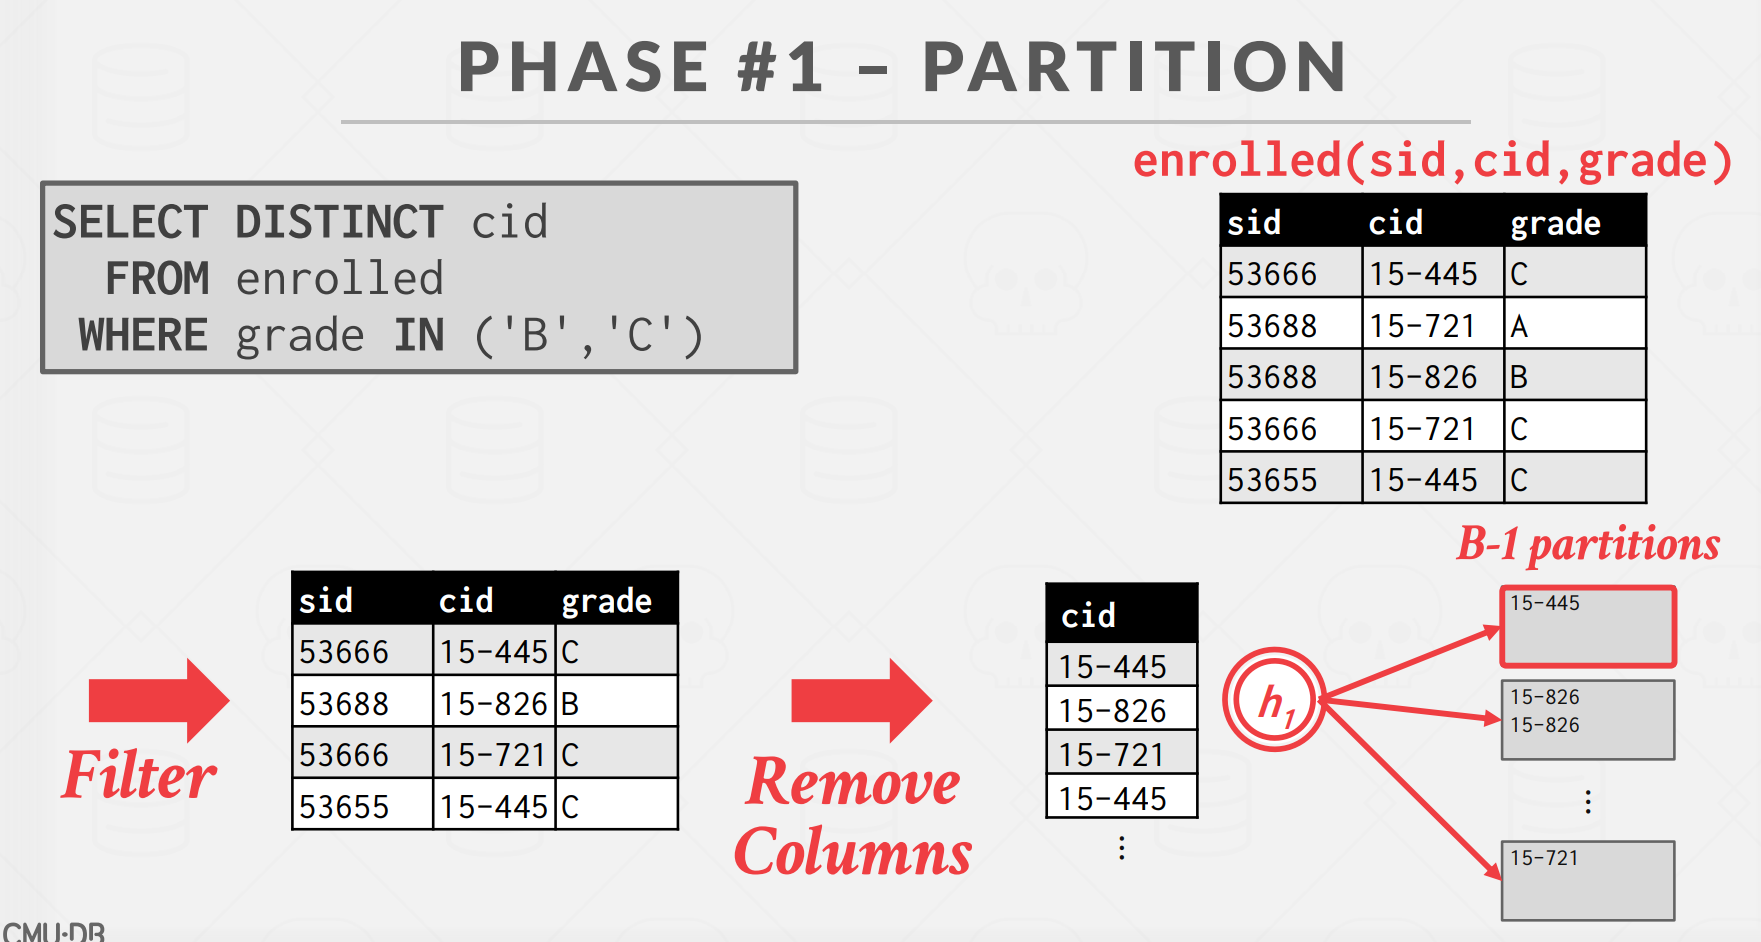 PHASE #1 – PARTITION
enrolled(sid,cid,grade)
SELECT DISTINCT cid
FROM enrolled
WHERE grade IN ('B','C')
sid cid grade
53666 15-445 C
53688 15-721 A
53688 15-826 B
53666 15-721 C
53655 15-445 C
Filter
sid cid grade
53666 15-445 C
53688 15-826 B
53666 15-721 C
53655 15-445 C
Remove
Columns
cid
15-445
15-826
15-721
15-445
⋮
h1
B-1 partitions
15-445
15-826
15-826
⋮
15-721
CMU·DB